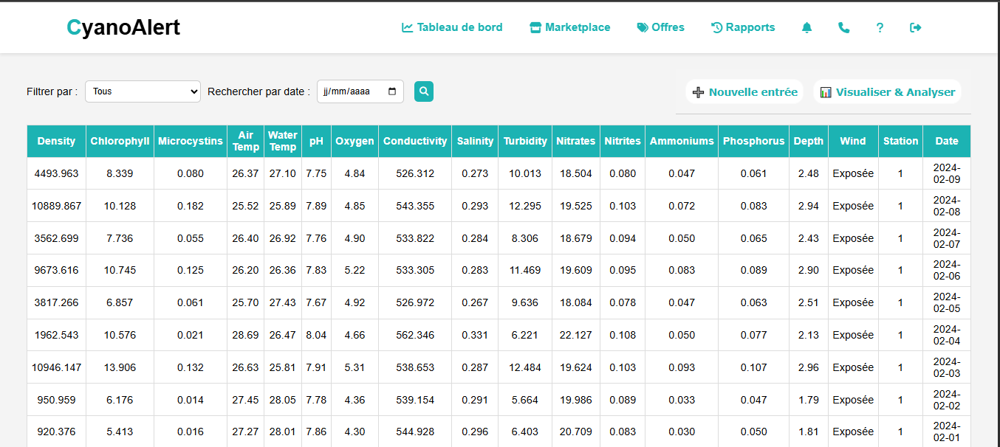 CyanoAlert
Tableau de bord Marketplace Offres Rapports ?
Filtrer par : Tous Rechercher par date : jj/mm/aaaa Nouvelle entrée Visualiser & Analyser
Density Chlorophyll Microcystins Air Temp Water Temp pH Oxygen Conductivity Salinity Turbidity Nitrates Nitrites Ammoniums Phosphorus Depth Wind Station Date
4493.963 8.339 0.080 26.37 27.10 7.75 4.84 526.312 0.273 10.013 18.504 0.080 0.047 0.061 2.48 Exposée 1 2024-02-09
10889.867 10.128 0.182 25.52 25.89 7.89 4.85 543.355 0.293 12.295 19.525 0.103 0.072 0.083 2.94 Exposée 1 2024-02-08
3562.699 7.736 0.055 26.40 26.92 7.76 4.90 533.822 0.284 8.306 18.679 0.094 0.050 0.065 2.43 Exposée 1 2024-02-07
9673.616 10.745 0.125 26.20 26.36 7.83 5.22 533.305 0.283 11.469 19.609 0.095 0.083 0.089 2.90 Exposée 1 2024-02-06
3817.266 6.857 0.061 25.70 27.43 7.67 4.92 526.972 0.267 9.636 18.084 0.078 0.047 0.063 2.51 Exposée 1 2024-02-05
1962.543 10.576 0.021 28.69 26.47 8.04 4.66 562.346 0.331 6.221 22.127 0.108 0.050 0.077 2.13 Exposée 1 2024-02-04
10946.147 13.906 0.132 26.63 25.81 7.91 5.31 538.653 0.287 12.484 19.624 0.103 0.093 0.107 2.96 Exposée 1 2024-02-03
950.959 6.176 0.014 27.45 28.05 7.78 4.36 539.154 0.291 5.664 19.986 0.089 0.033 0.047 1.79 Exposée 1 2024-02-02
920.376 5.413 0.016 27.27 28.01 7.86 4.30 544.928 0.296 6.403 20.709 0.083 0.030 0.050 1.81 Exposée 1 2024-02-01